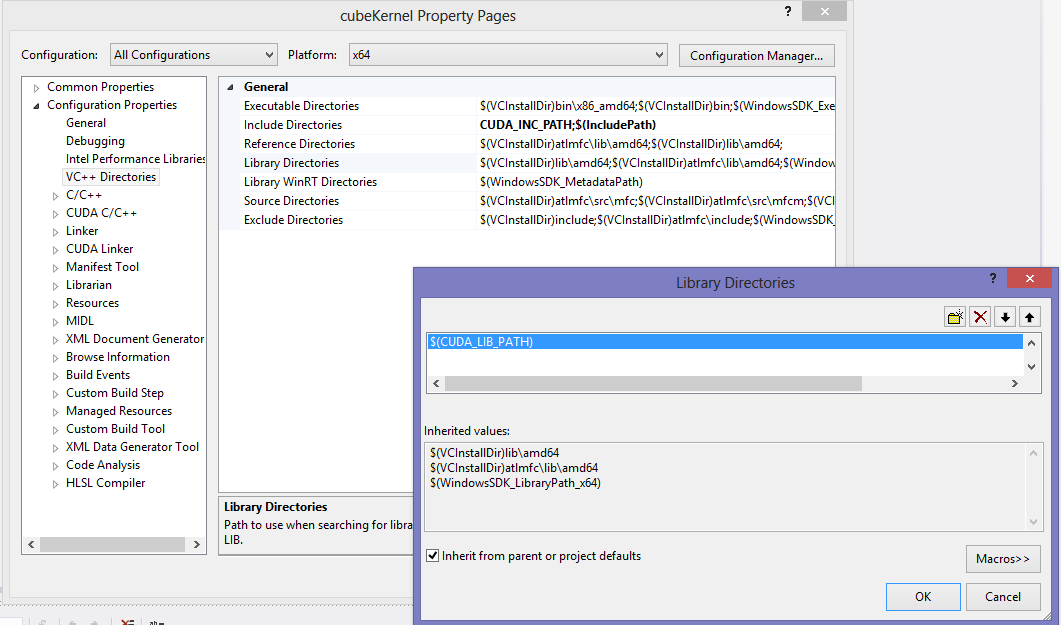 cubeKernel Property Pages
?
Configuration: All Configurations Platform: x64 Configuration Manager...
Common Properties
Configuration Properties
General
Debugging
Intel Performance Libraries
VC++ Directories
C/C++
CUDA C/C++
Linker
CUDA Linker
Manifest Tool
Librarian
Resources
MIDL
XML Document Generator
Browse Information
Build Events
Custom Build Step
Managed Resources
Custom Build Tool
XML Data Generator Tool
Code Analysis
HLSL Compiler
General
Executable Directories $(VCInstallDir)bin\x86_amd64;$(VCInstallDir)bin;$(WindowsSDK_Exe
Include Directories CUDA_INC_PATH;$(IncludePath)
Reference Directories $(VCInstallDir)atlmfc\lib\amd64;$(VCInstallDir)lib\amd64;
Library Directories $(VCInstallDir)lib\amd64;$(VCInstallDir)atlmfc\lib\amd64;$(Window
Library WinRT Directories $(WindowsSDK_MetadataPath)
Source Directories $(VCInstallDir)atlmfc\src\mfc;$(VCInstallDir)atlmfc\src\mfcm;$(VCI
Exclude Directories $(VCInstallDir)include;$(VCInstallDir)atlmfc\include;$(WindowsSDK_
Library Directories
Path to use when searching for libra
LIB.
Library Directories
?
$(CUDA_LIB_PATH)
Inherited values:
$(VCInstallDir)lib\amd64
$(VCInstallDir)atlmfc\lib\amd64
$(WindowsSDK_LibraryPath_x64)
Inherit from parent or project defaults
Macros>>
OK Cancel